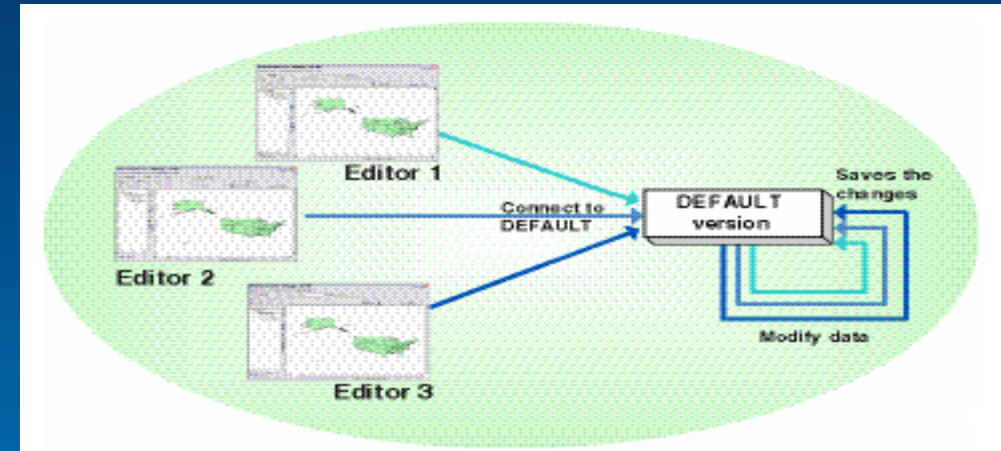 Editor 1
Editor 2
Editor 3
Connect to
DEFAULT
DEFAULT
version
Saves the
changes
Modify data